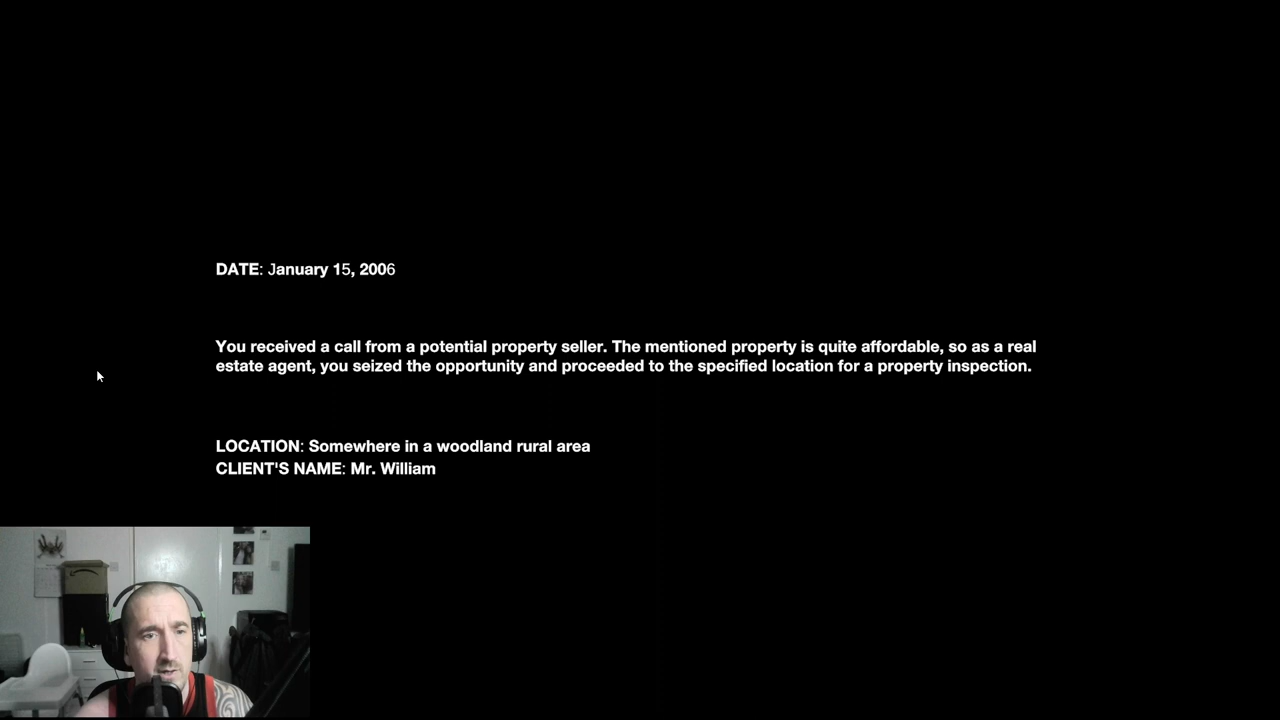 DATE: January 15, 2006
You received a call from a potential property seller. The mentioned property is quite affordable, so as a real
estate agent, you seized the opportunity and proceeded to the specified location for a property inspection.
LOCATION: Somewhere in a woodland rural area
CLIENT'S NAME: Mr. William